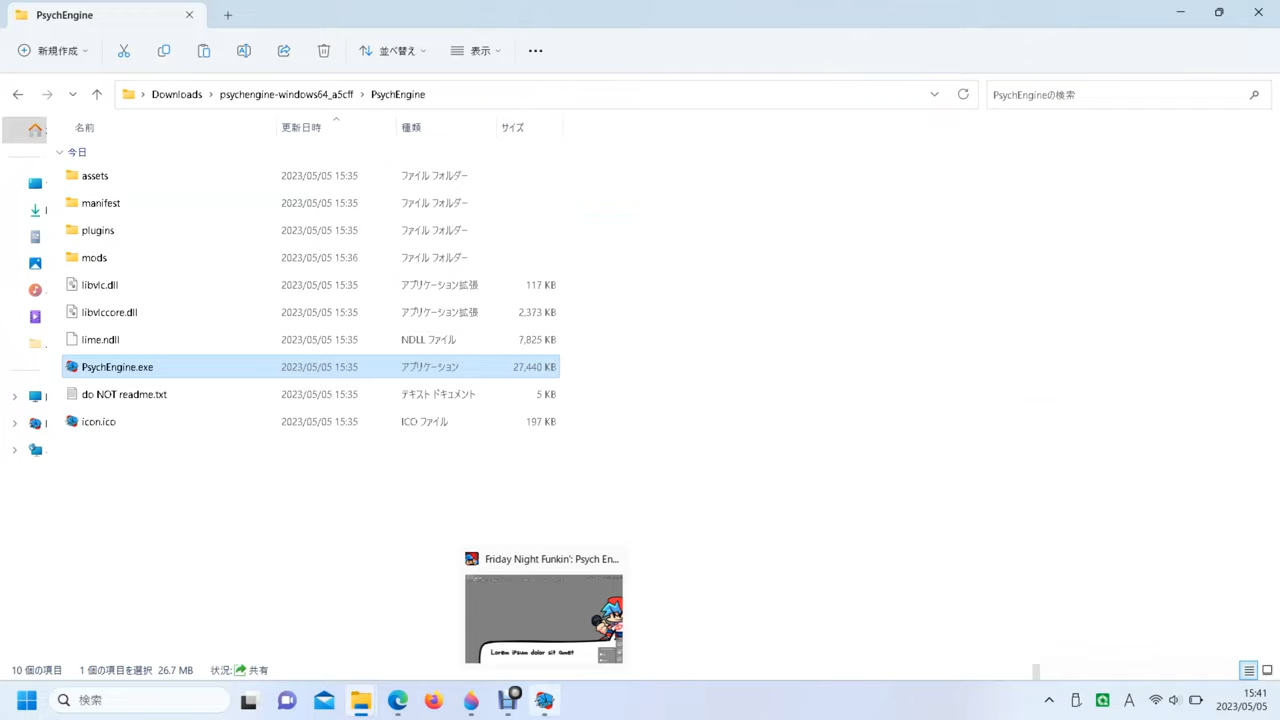 PsychEngine
新規作成
並べ替え
表示
Downloads > psychengine-windows64_a5cff > PsychEngine
PsychEngineの検索
名前 更新日時 種類 サイズ
今日
assets 2023/05/05 15:35 ファイル フォルダー
manifest 2023/05/05 15:35 ファイル フォルダー
plugins 2023/05/05 15:35 ファイル フォルダー
mods 2023/05/05 15:36 ファイル フォルダー
libvlc.dll 2023/05/05 15:35 アプリケーション拡張 117 KB
libvlccore.dll 2023/05/05 15:35 アプリケーション拡張 2,373 KB
lime.ndll 2023/05/05 15:35 NDLL ファイル 7,825 KB
PsychEngine.exe 2023/05/05 15:35 アプリケーション 27,440 KB
do NOT readme.txt 2023/05/05 15:35 テキスト ドキュメント 5 KB
icon.ico 2023/05/05 15:35 ICO ファイル 197 KB
Friday Night Funkin': Psych En...
Lorem ipsum dolor sit amet
10 個の項目 1 個の項目を選択 26.7 MB 状況: 共有
検索
A
15:41
2023/05/05